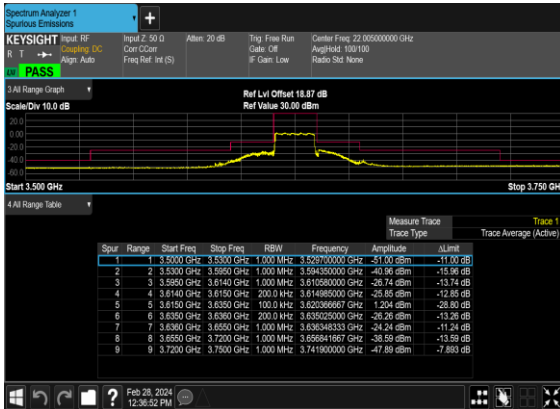 Spectrum Analyzer 1
Spurious Emissions
KEYSIGHT Input: RF Input Z: 50 Ω Atten: 20 dB Trig: Free Run Center Freq: 22.005000000 GHz
R T Coupling: DC Corr CCorr Gate: Off Avg|Hold: 100/100
Align: Auto Freq Ref: Int (S) IF Gain: Low Radio Std: None
LXI PASS
3 All Range Graph
Ref Lvl Offset 18.87 dB
Scale/Div 10.0 dB Ref Value 30.00 dBm
20.0
0.00
-20.0
-40.0
-60.0
Start 3.500 GHz Stop 3.750 GH
4 All Range Table
Measure Trace Trace 1
Trace Type Trace Average (Active)
Spur Range Start Freq Stop Freq RBW Frequency Amplitude ΔLimit
1 1 3.5000 GHz 3.5300 GHz 1.000 MHz 3.529700000 GHz -51.00 dBm -11.00 dB
2 2 3.5300 GHz 3.5950 GHz 1.000 MHz 3.594350000 GHz -40.96 dBm -15.96 dB
3 3 3.5950 GHz 3.6140 GHz 1.000 MHz 3.610580000 GHz -26.74 dBm -13.74 dB
4 4 3.6140 GHz 3.6150 GHz 200.0 kHz 3.614985000 GHz -25.85 dBm -12.85 dB
5 5 3.6150 GHz 3.6350 GHz 100.0 kHz 3.620366667 GHz 1.204 dBm -28.80 dB
6 6 3.6350 GHz 3.6360 GHz 200.0 kHz 3.635025000 GHz -26.26 dBm -13.26 dB
7 7 3.6360 GHz 3.6550 GHz 1.000 MHz 3.636348333 GHz -24.24 dBm -11.24 dB
8 8 3.6550 GHz 3.7200 GHz 1.000 MHz 3.656841667 GHz -38.59 dBm -13.59 dB
9 9 3.7200 GHz 3.7500 GHz 1.000 MHz 3.741900000 GHz -47.89 dBm -7.893 dB
Feb 28, 2024
12:36:52 PM